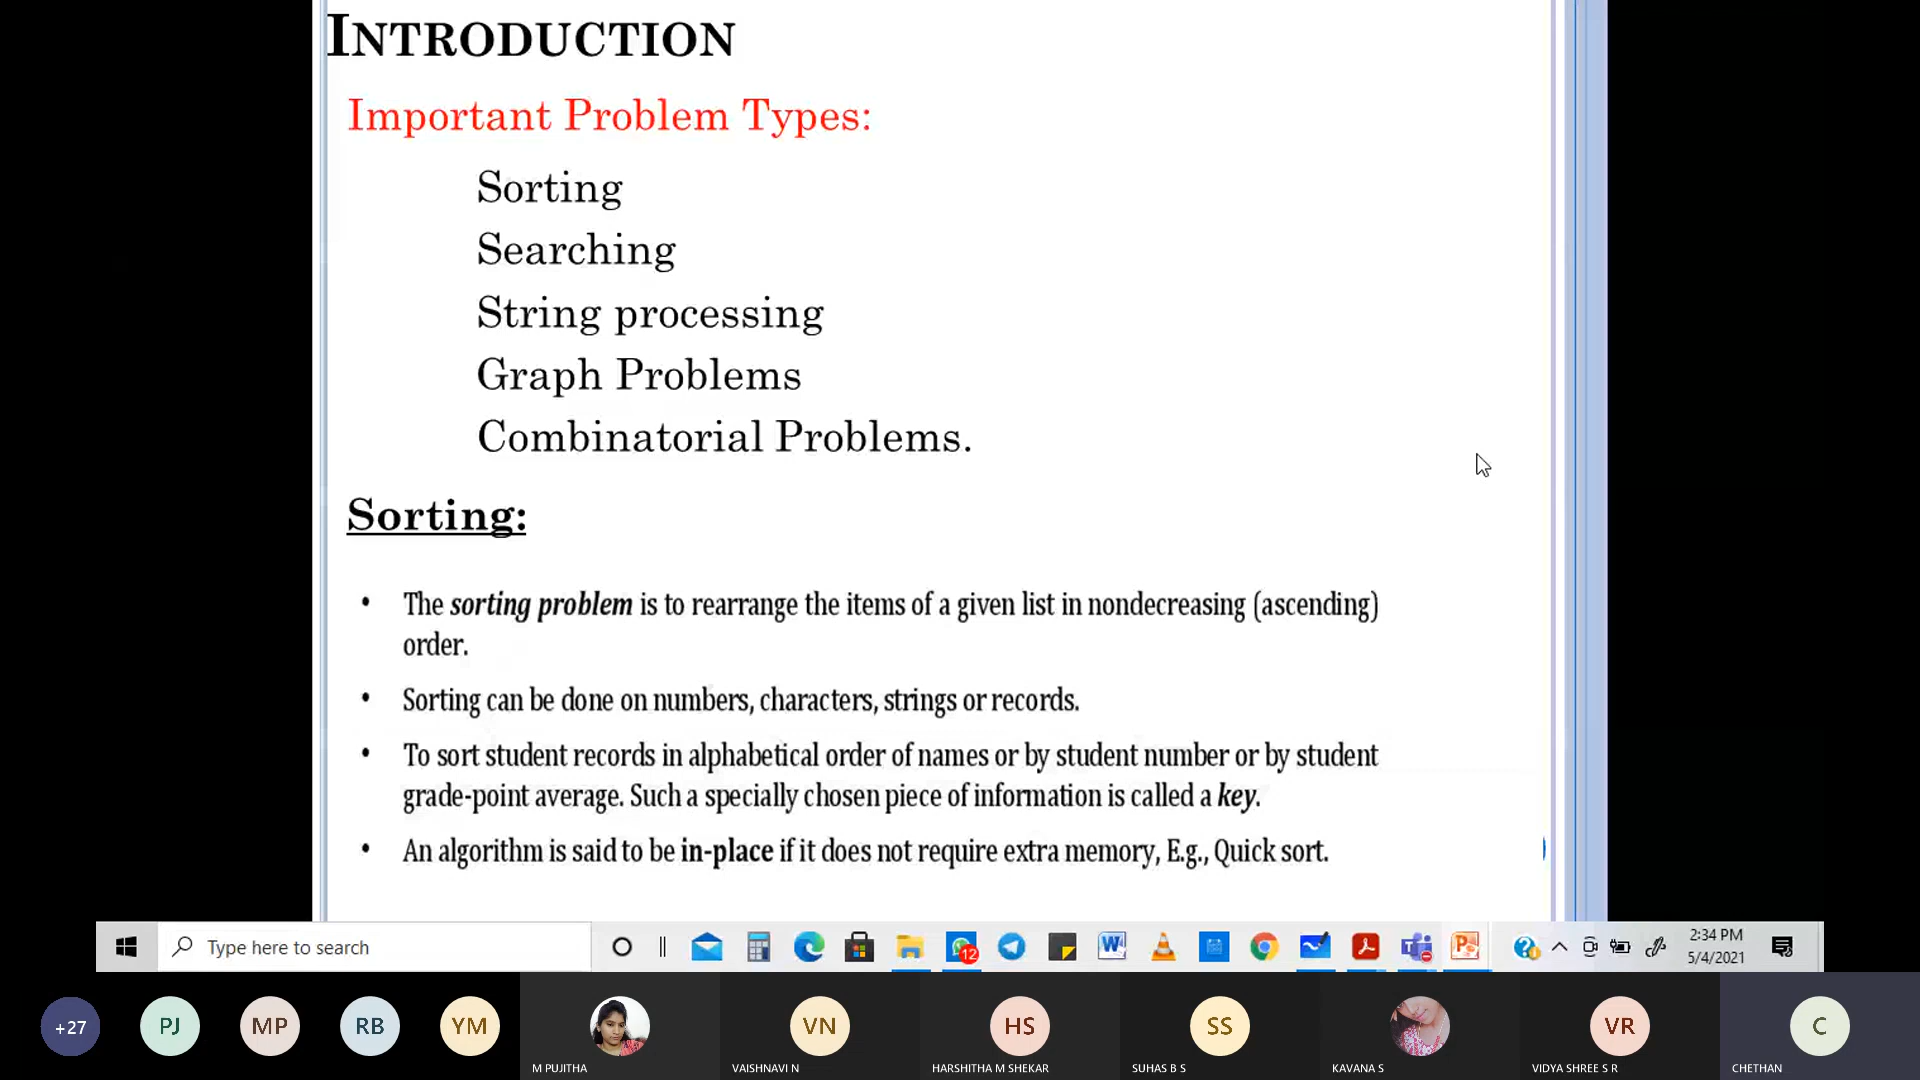 INTRODUCTION
Important Problem Types:
Sorting
Searching
String processing
Graph Problems
Combinatorial Problems.
Sorting:
• The sorting problem is to rearrange the items of a given list in nondecreasing (ascending)
order.
• Sorting can be done on numbers, characters, strings or records.
• To sort student records in alphabetical order of names or by student number or by student
grade-point average. Such a specially chosen piece of information is called a key.
• An algorithm is said to be in-place if it does not require extra memory, E.g., Quick sort.
Type here to search
12
2:34 PM
5/4/2021
+27
PJ
MP
RB
YM
VN
HS
SS
VR
C
M PUJITHA
VAISHNAVI N
HARSHITHA M SHEKAR
SUHAS B S
KAVANA S
VIDYA SHREE S R
CHETHAN